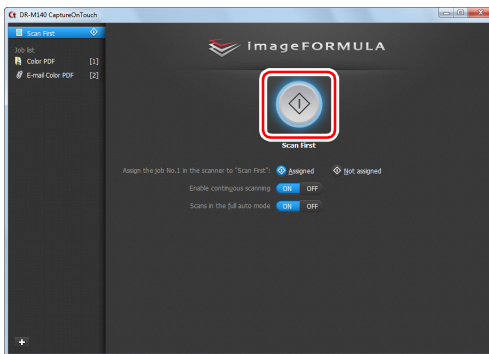 Ct DR-M140 CaptureOnTouch
Scan First
Job list
Color PDF [1]
E-mail Color PDF [2]
imageFORMULA
Scan First
Assign the job No.1 in the scanner to "Scan First": Assigned Not assigned
Enable continuous scanning ON OFF
Scans in the full auto mode ON OFF